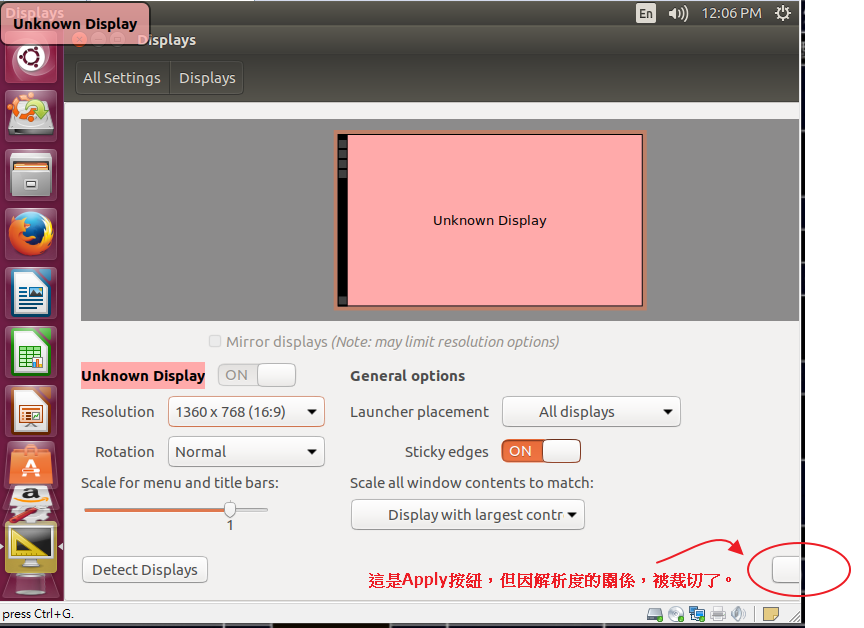 Displays
Unknown Display
En
12:06 PM
Displays
All Settings
Displays
Unknown Display
Mirror displays (Note: may limit resolution options)
Unknown Display
ON
General options
Resolution
1360 x 768 (16:9)
Launcher placement
All displays
Rotation
Normal
Sticky edges
ON
Scale for menu and title bars:
Scale all window contents to match:
1
Display with largest contr
Detect Displays
這是Apply按鈕，但因解析度的關係，被裁切了。
press Ctrl+G.